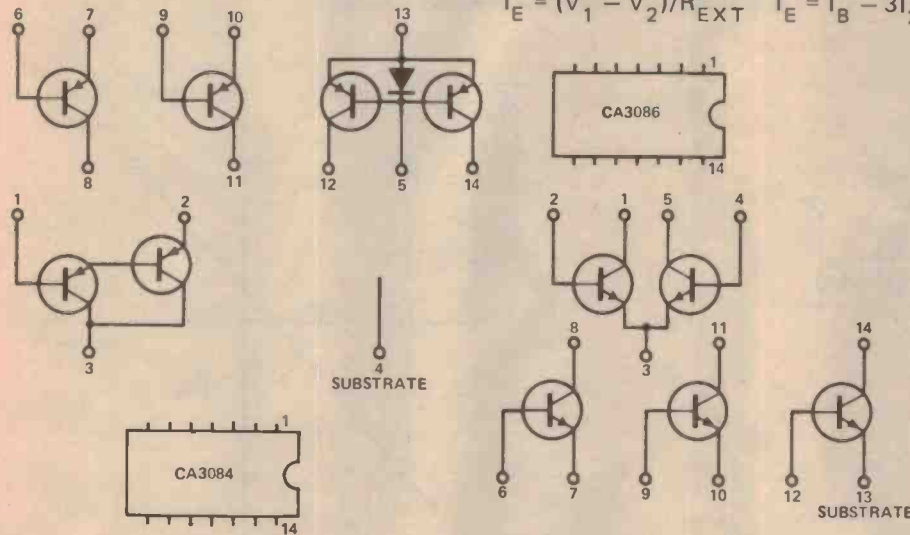 I_E = (V_1 – V_2)/R_EXT I_E = I_B – 3I
6 7 9 10 13
1
CA3086
14
8 11 12 5 14
1 2
2 1 5 4
3
3
4
SUBSTRATE
8 11 14
1
CA3084
14
6 7 9 10 12 13
SUBSTRATE